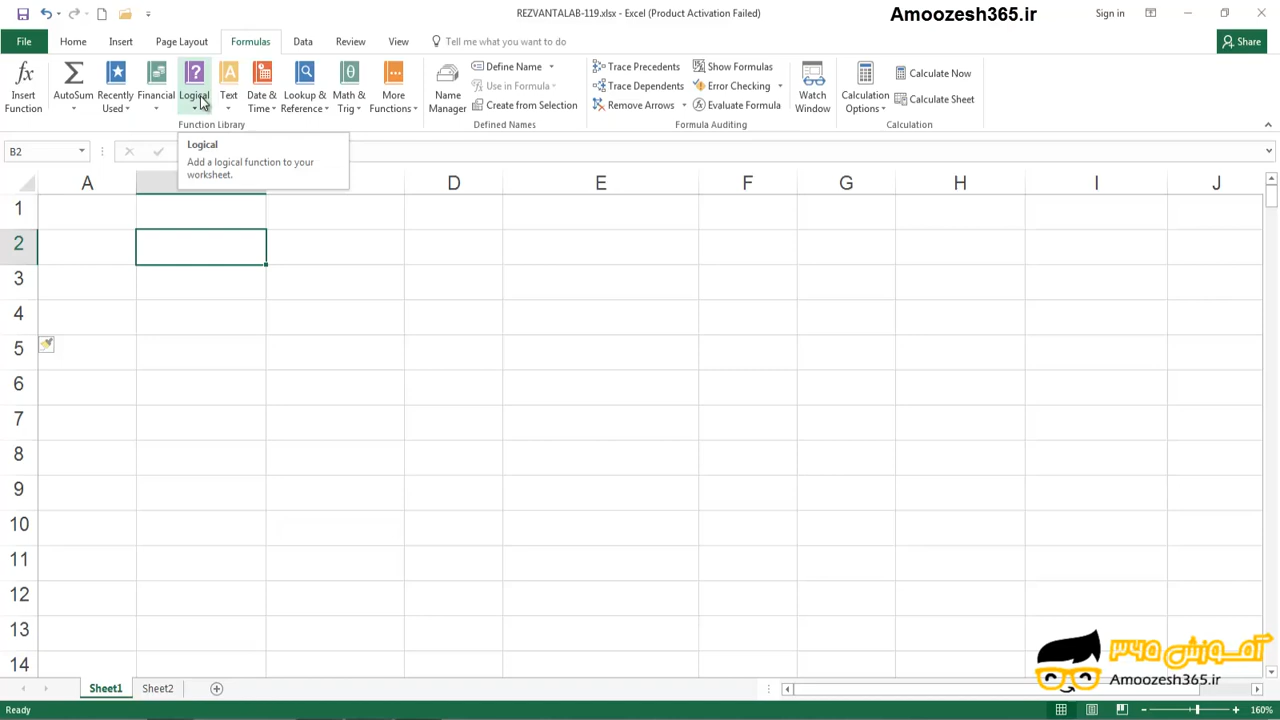 REZVANTALAB-119.xlsx - Excel (Product Activation Failed)
Amoozesh365.ir
Sign in
File Home Insert Page Layout Formulas Data Review View Tell me what you want to do Share
Insert Function
AutoSum
Recently Used
Financial
Logical
Text
Date & Time
Lookup & Reference
Math & Trig
More Functions
Function Library
Name Manager
Define Name
Use in Formula
Create from Selection
Defined Names
Trace Precedents
Trace Dependents
Remove Arrows
Show Formulas
Error Checking
Evaluate Formula
Formula Auditing
Watch Window
Calculation Options
Calculate Now
Calculate Sheet
Calculation
B2
Logical
Add a logical function to your
worksheet.
A D E F G H I J
1
2
3
4
5
6
7
8
9
10
11
12
13
14
آموزش ۳۶۵
Amoozesh365.ir
Sheet1 Sheet2
Ready
160%